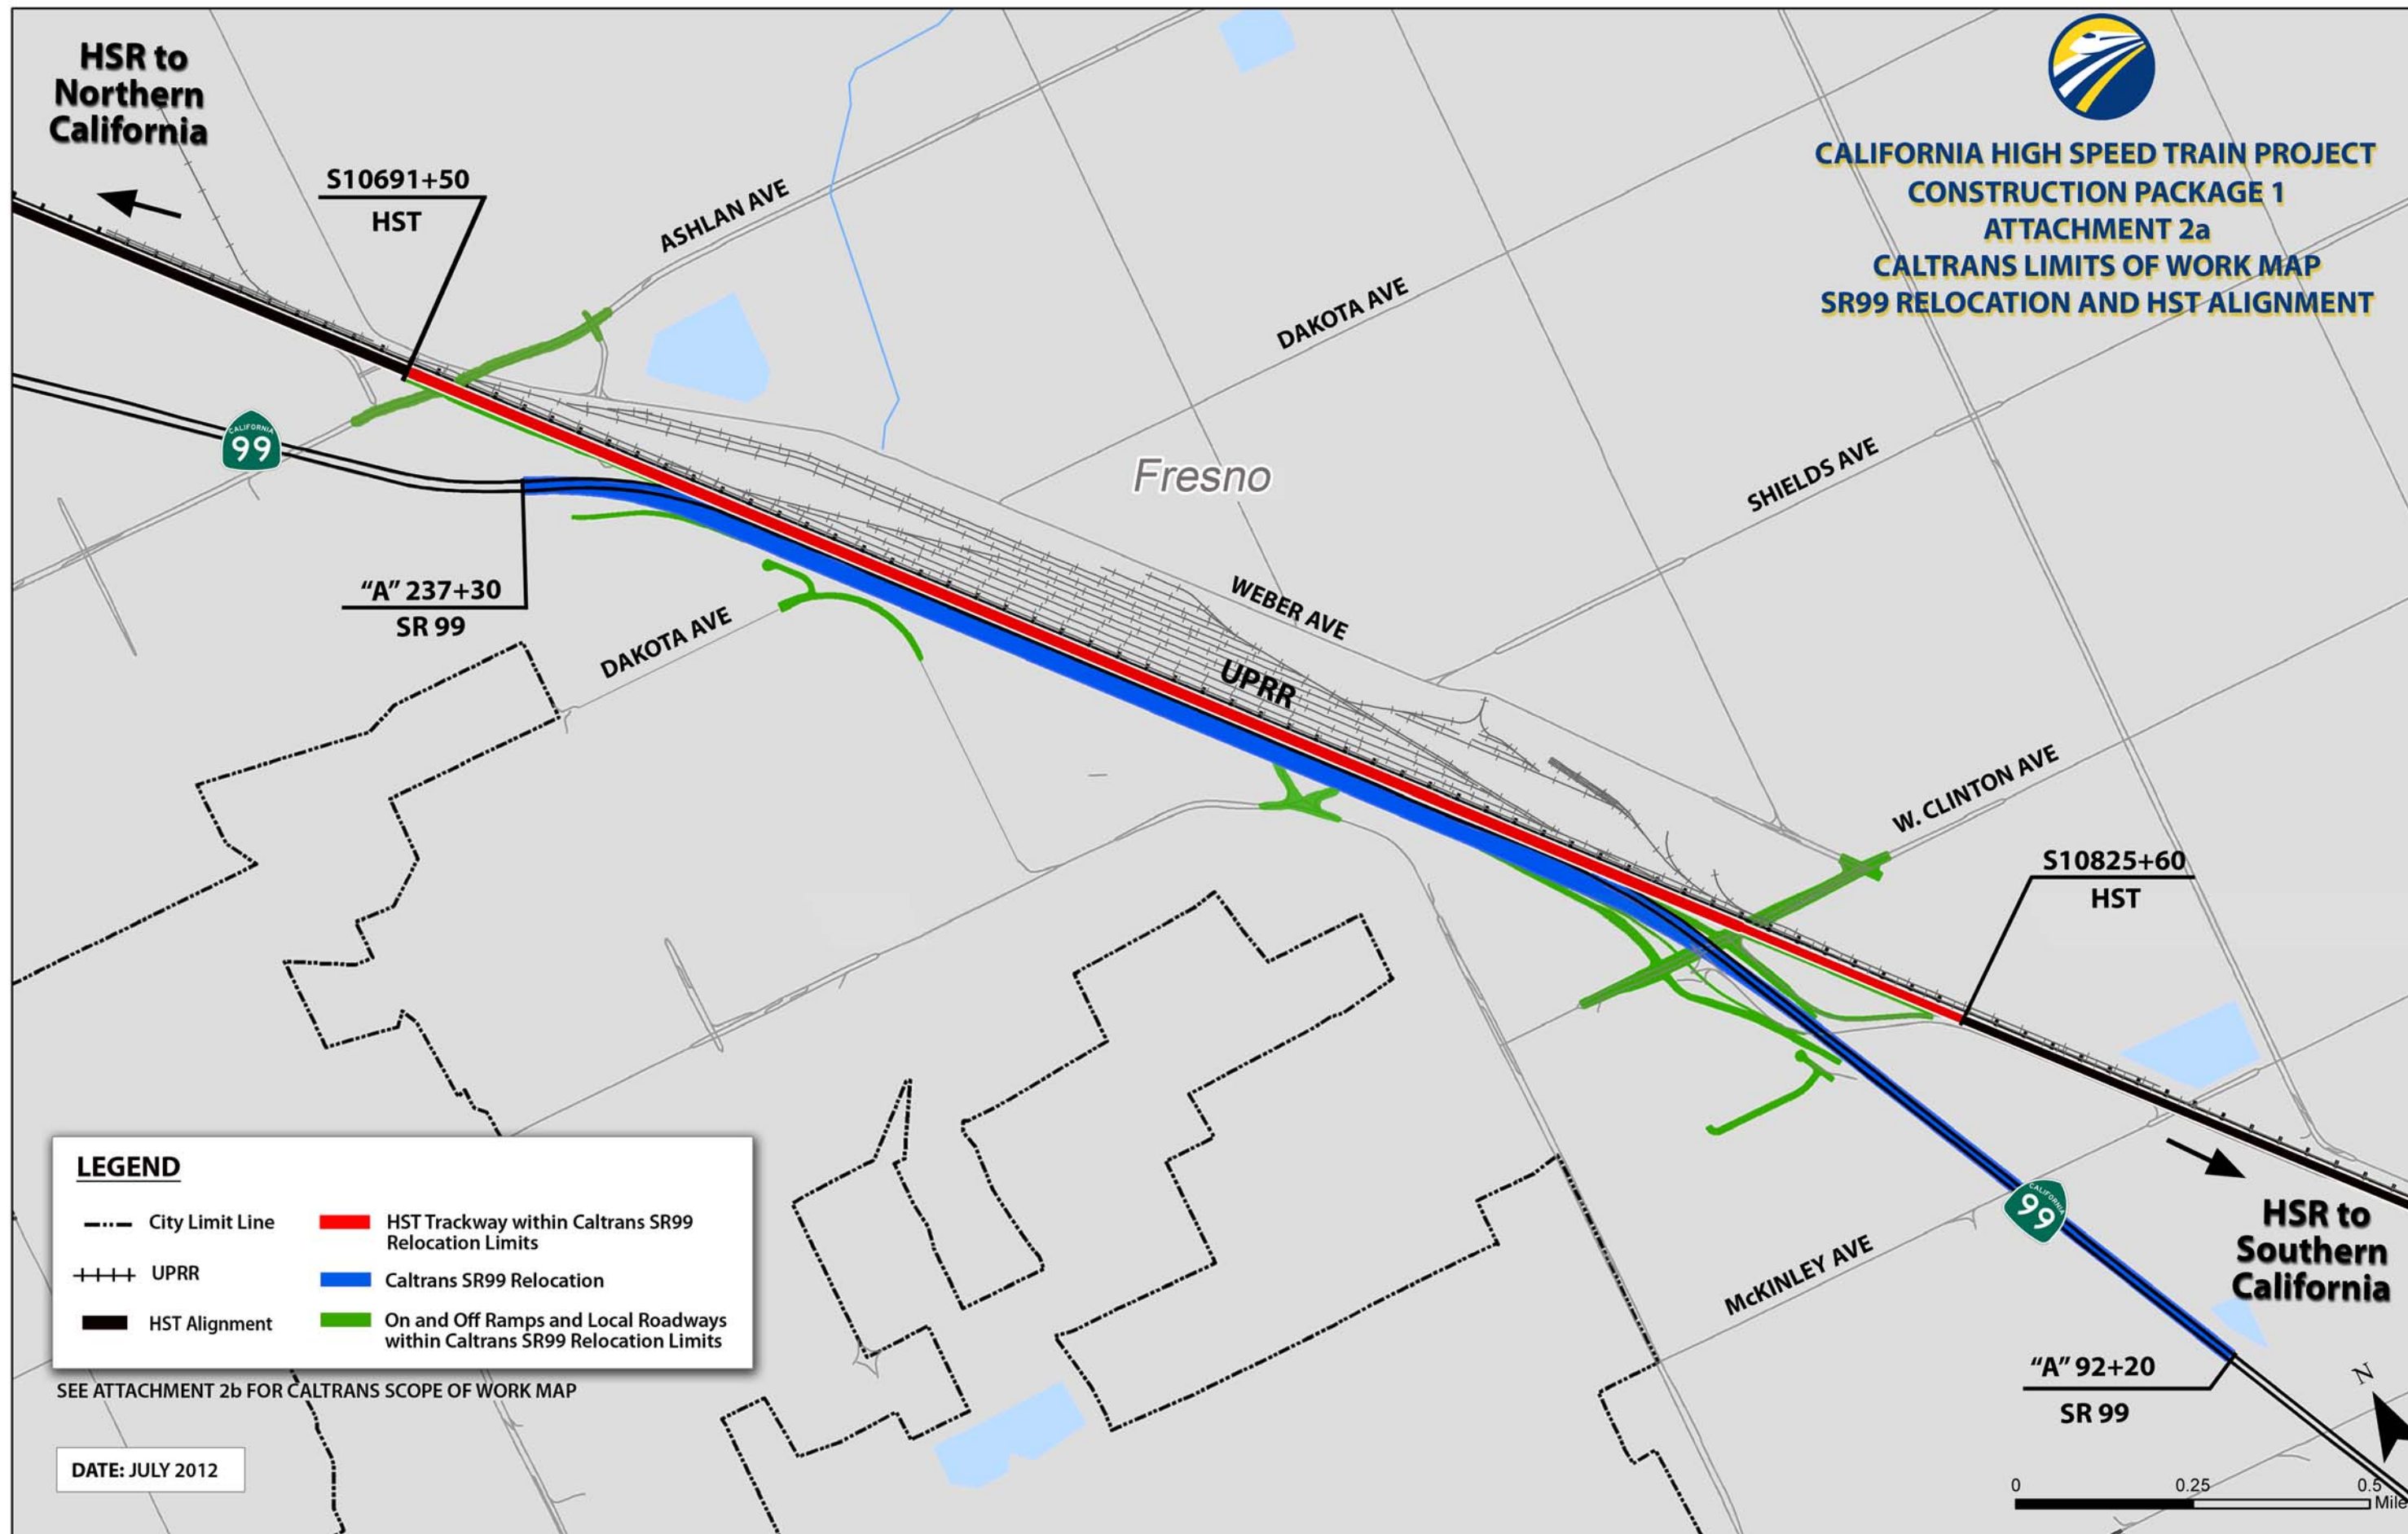 HSR to
Northern
California
CALIFORNIA HIGH SPEED TRAIN PROJECT
CONSTRUCTION PACKAGE 1
ATTACHMENT 2a
CALTRANS LIMITS OF WORK MAP
SR99 RELOCATION AND HST ALIGNMENT
S10691+50
HST
ASHLAN AVE
DAKOTA AVE
CALIFORNIA
99
Fresno
SHIELDS AVE
"A" 237+30
SR 99
DAKOTA AVE
WEBER AVE
UPRR
W. CLINTON AVE
S10825+60
HST
CALIFORNIA
99
HSR to
Southern
California
McKINLEY AVE
"A" 92+20
SR 99
N
LEGEND
City Limit Line
UPRR
HST Alignment
HST Trackway within Caltrans SR99
Relocation Limits
Caltrans SR99 Relocation
On and Off Ramps and Local Roadways
within Caltrans SR99 Relocation Limits
SEE ATTACHMENT 2b FOR CALTRANS SCOPE OF WORK MAP
DATE: JULY 2012
0 0.25 0.5
Mile